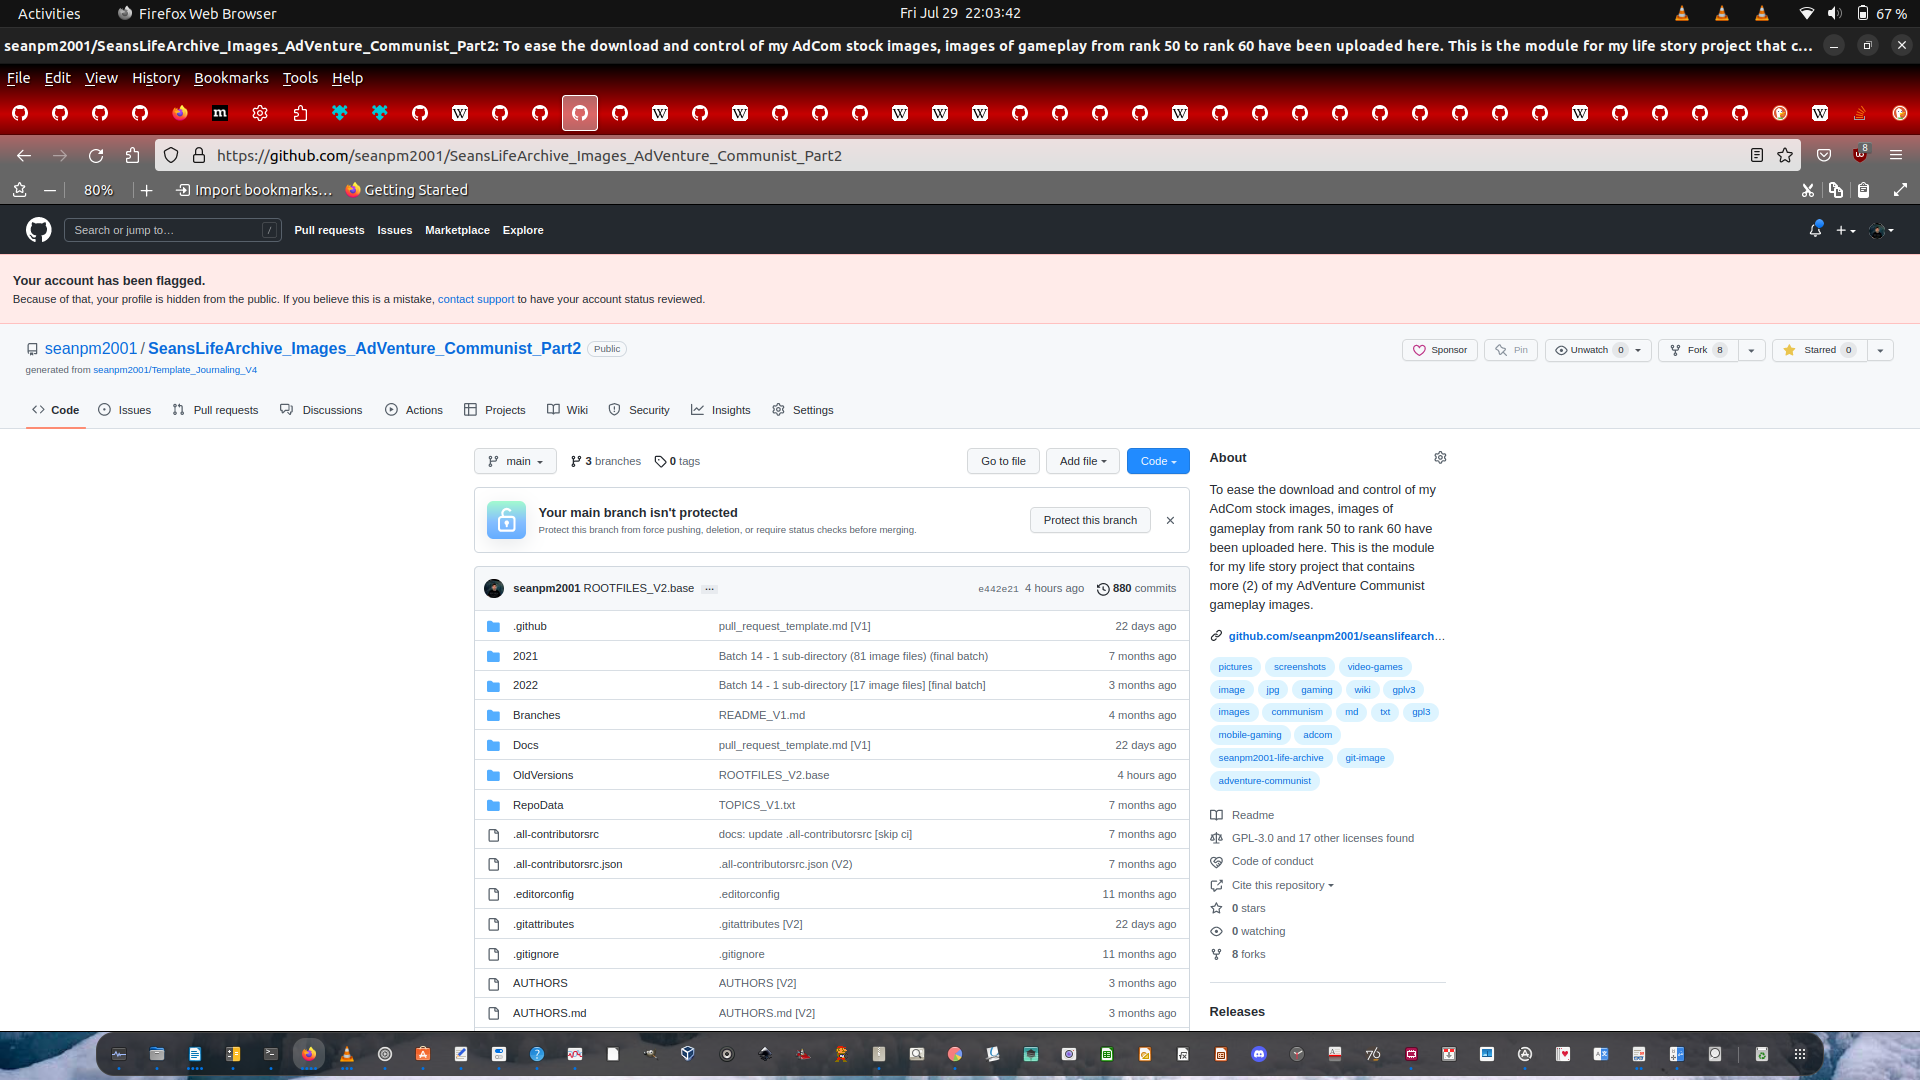 Activities Firefox Web Browser Fri Jul 29 22:03:42 67 %
seanpm2001/SeansLifeArchive_Images_AdVenture_Communist_Part2: To ease the download and control of my AdCom stock images, images of gameplay from rank 50 to rank 60 have been uploaded here. This is the module for my life story project that c...
File Edit View History Bookmarks Tools Help
https://github.com/seanpm2001/SeansLifeArchive_Images_AdVenture_Communist_Part2 8
80% Import bookmarks... Getting Started
Search or jump to... / Pull requests Issues Marketplace Explore
Your account has been flagged.
Because of that, your profile is hidden from the public. If you believe this is a mistake, contact support to have your account status reviewed.
seanpm2001 / SeansLifeArchive_Images_AdVenture_Communist_Part2 Public Sponsor Pin Unwatch 0 Fork 8 Starred 0
generated from seanpm2001/Template_Journaling_V4
Code Issues Pull requests Discussions Actions Projects Wiki Security Insights Settings
main 3 branches 0 tags Go to file Add file Code
Your main branch isn't protected
Protect this branch from force pushing, deletion, or require status checks before merging.
Protect this branch
seanpm2001 ROOTFILES_V2.base ... e442e21 4 hours ago 880 commits
.github pull_request_template.md [V1] 22 days ago
2021 Batch 14 - 1 sub-directory (81 image files) (final batch) 7 months ago
2022 Batch 14 - 1 sub-directory [17 image files] [final batch] 3 months ago
Branches README_V1.md 4 months ago
Docs pull_request_template.md [V1] 22 days ago
OldVersions ROOTFILES_V2.base 4 hours ago
RepoData TOPICS_V1.txt 7 months ago
.all-contributorsrc docs: update .all-contributorsrc [skip ci] 7 months ago
.all-contributorsrc.json .all-contributorsrc.json (V2) 7 months ago
.editorconfig .editorconfig 11 months ago
.gitattributes .gitattributes [V2] 22 days ago
.gitignore .gitignore 11 months ago
AUTHORS AUTHORS [V2] 3 months ago
AUTHORS.md AUTHORS.md [V2] 3 months ago
About
To ease the download and control of my
AdCom stock images, images of
gameplay from rank 50 to rank 60 have
been uploaded here. This is the module
for my life story project that contains
more (2) of my AdVenture Communist
gameplay images.
github.com/seanpm2001/seanslifearch...
pictures screenshots video-games
image jpg gaming wiki gplv3
images communism md txt gpl3
mobile-gaming adcom
seanpm2001-life-archive git-image
adventure-communist
Readme
GPL-3.0 and 17 other licenses found
Code of conduct
Cite this repository
0 stars
0 watching
8 forks
Releases